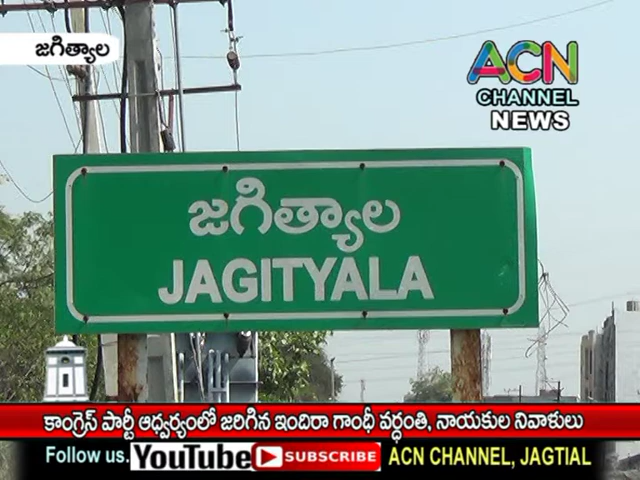 జగిత్యాల
ACN
CHANNEL
NEWS
జగిత్యాల
JAGITYALA
కాంగ్రెస్ పార్టీ ఆధ్వర్యంలో జరిగిన ఇందిరా గాంధీ వర్ధంతి, నాయకుల నివాళులు
Follow us. YouTube SUBSCRIBE ACN CHANNEL, JAGTIAL